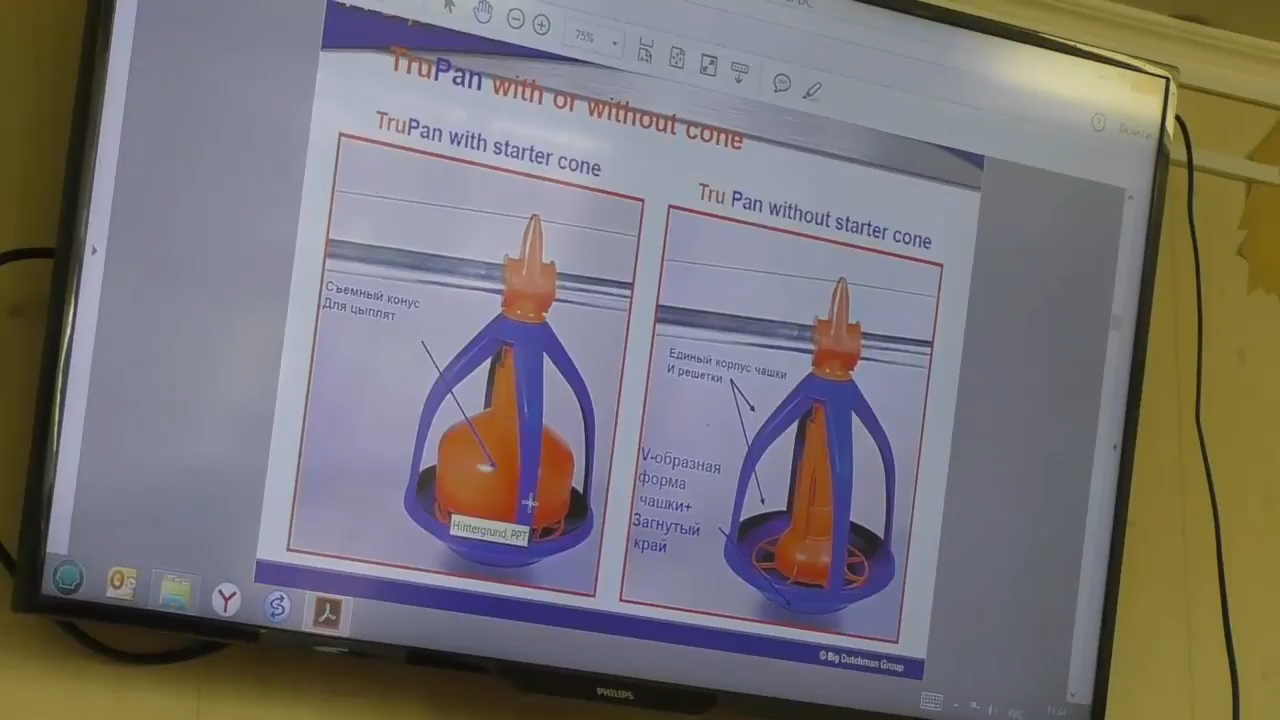 75%
TruPan with or without cone
TruPan with starter cone
Tru Pan without starter cone
Съемный конус
Для цыплят
Единый корпус чашки
И решетки
V-образная
форма
чашки+
Загнутый
край
Hintergrund_PPT
© Big Dutchman Group
PHILIPS